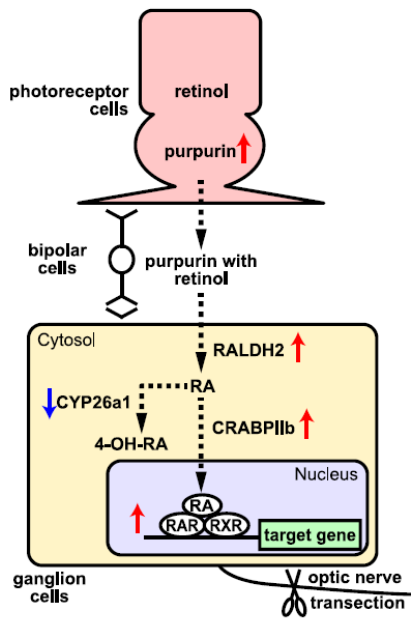 photoreceptor
cells
retinol
purpurin
bipolar
cells
purpurin with
retinol
Cytosol
RALDH2
RA
CYP26a1
4-OH-RA
CRABPIIb
Nucleus
RA
RAR
RXR
target gene
ganglion
cells
optic nerve
transection